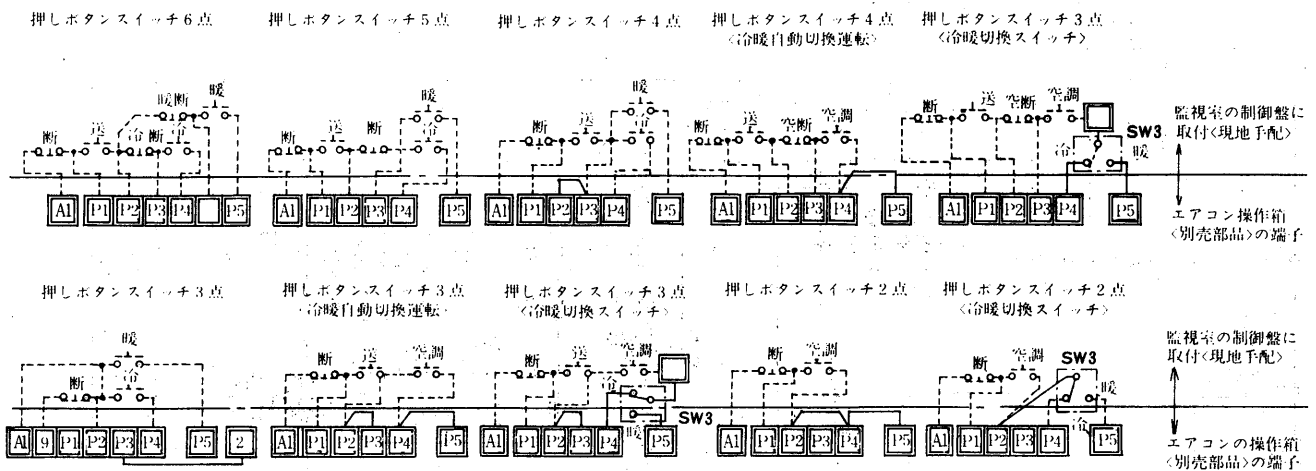 押しボタンスイッチ6点
押しボタンスイッチ5点
押しボタンスイッチ4点
押しボタンスイッチ4点
<冷暖自動切換運転>
押しボタンスイッチ3点
<冷暖切換スイッチ>
暖断 暖
断 送 冷断 冷
A1 P1 P2 P3 P4 P5
暖
冷
断 送 断
A1 P1 P2 P3 P4 P5
暖
冷
断 送
A1 P1 P2 P3 P4 P5
断 送 空断 空調
A1 P1 P2 P3 P4 P5
断 送 空断 空調
SW3
冷 暖
A1 P1 P2 P3 P4 P5
監視室の制御盤に
取付<現地手配>
エアコン操作箱
<別売部品>の端子
押しボタンスイッチ3点
押しボタンスイッチ3点
冷暖自動切換運転>
押しボタンスイッチ3点
<冷暖切換スイッチ>
押しボタンスイッチ2点
押しボタンスイッチ2点
<冷暖切換スイッチ>
暖
冷
断
A1 9 P1 P2 P3 P4 P5 2
断 送 空調
A1 P1 P2 P4 P5
断 送 空調
冷
暖
SW3
A1 P1 P2 P4 P5
断 空調
A1 P1 P2 P3 P4 P5
断 空調
SW3
暖
冷
A1 P1 P2 P3 P4 P5
監視室の制御盤に
取付<現地手配>
エアコンの操作箱
<別売部品>の端子